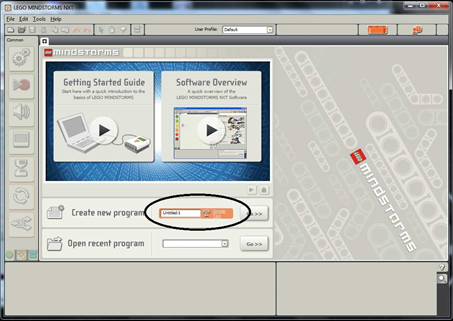 LEGO MINDSTORMS NXT
File Edit Tools Help
User Profile: Default
Common
LEGO mindstorms
Getting Started Guide
Start here with a quick introduction to the
basics of LEGO MINDSTORMS
Software Overview
A quick overview of the
LEGO MINDSTORMS NXT Software
Create new program
Untitled-1
Go >>
Open recent program
Go >>
LEGO mindstorms
?